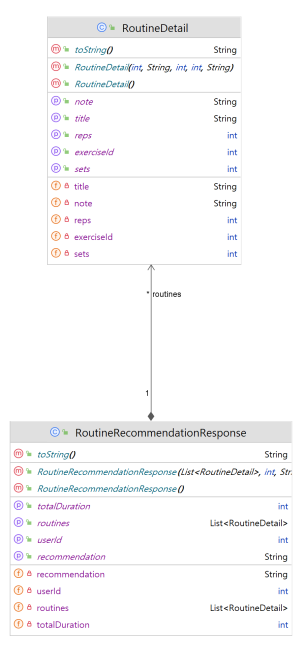 RoutineDetail
toString() String
RoutineDetail(int, String, int, int, String)
RoutineDetail()
note String
title String
reps int
exerciseId int
sets int
title String
note String
reps int
exerciseId int
sets int
* routines
1
RoutineRecommendationResponse
toString() String
RoutineRecommendationResponse(List<RoutineDetail>, int, Stri
RoutineRecommendationResponse()
totalDuration int
routines List<RoutineDetail>
userId int
recommendation String
recommendation String
userId int
routines List<RoutineDetail>
totalDuration int